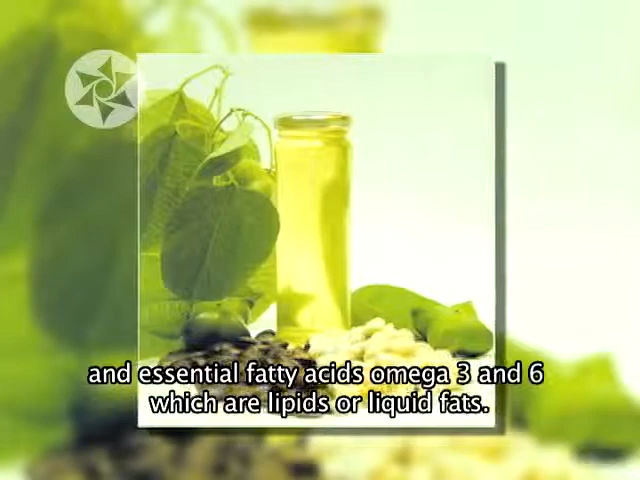 and essential fatty acids omega 3 and 6
which are lipids or liquid fats.